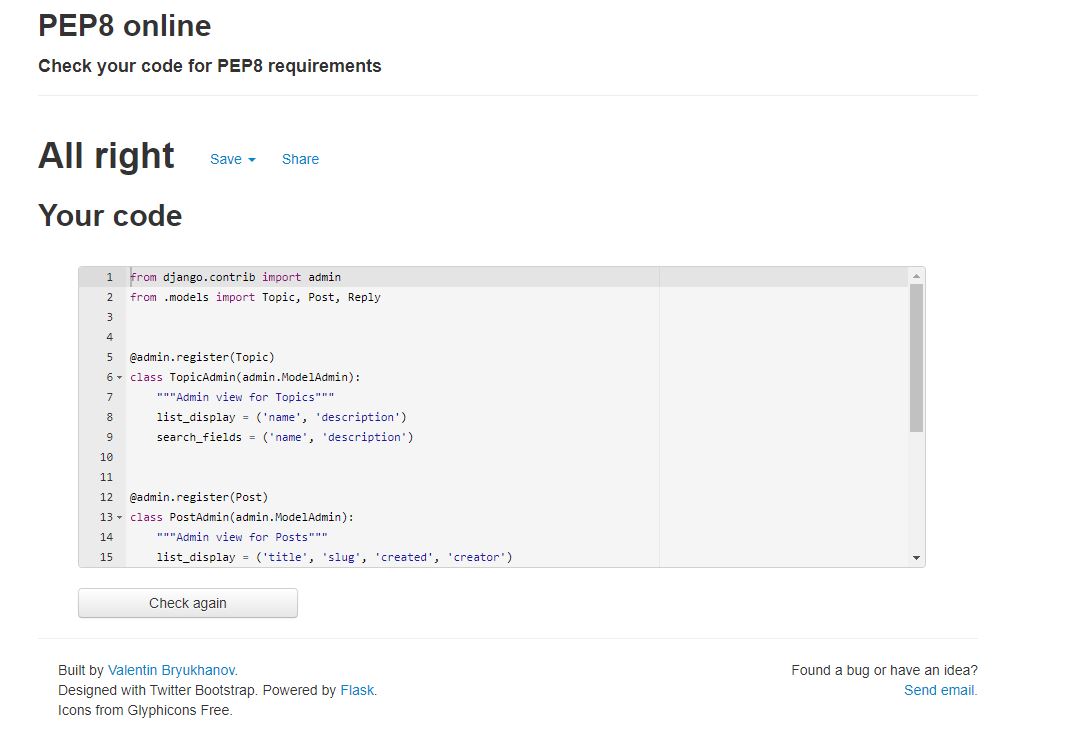 PEP8 online
Check your code for PEP8 requirements
All right Save Share
Your code
1 from django.contrib import admin
2 from .models import Topic, Post, Reply
3
4
5 @admin.register(Topic)
6 class TopicAdmin(admin.ModelAdmin):
7     """Admin view for Topics"""
8     list_display = ('name', 'description')
9     search_fields = ('name', 'description')
10
11
12 @admin.register(Post)
13 class PostAdmin(admin.ModelAdmin):
14     """Admin view for Posts"""
15     list_display = ('title', 'slug', 'created', 'creator')
Check again
Built by Valentin Bryukhanov.
Designed with Twitter Bootstrap. Powered by Flask.
Icons from Glyphicons Free.
Found a bug or have an idea?
Send email.